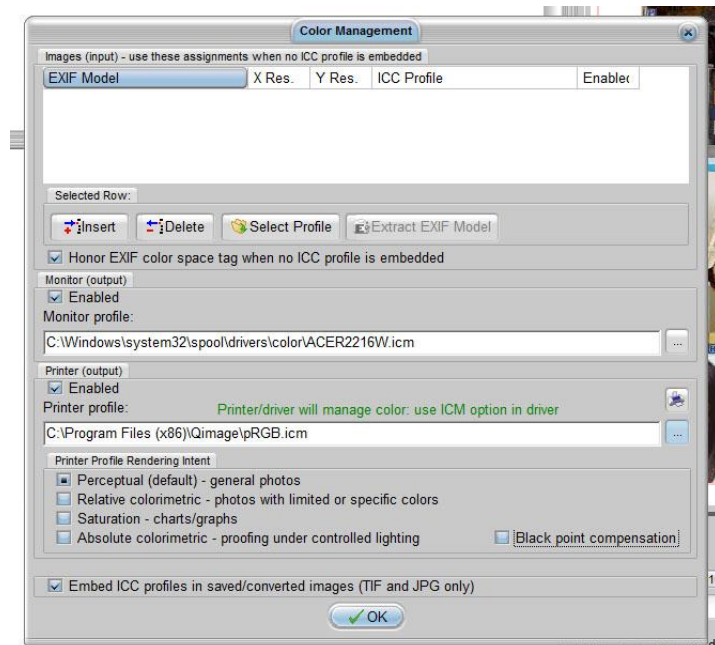 Color Management
Images (input) - use these assignments when no ICC profile is embedded
EXIF Model X Res. Y Res. ICC Profile Enabled
Selected Row:
Insert Delete Select Profile Extract EXIF Model
Honor EXIF color space tag when no ICC profile is embedded
Monitor (output)
Enabled
Monitor profile:
C:\Windows\system32\spool\drivers\color\ACER2216W.icm ...
Printer (output)
Enabled
Printer profile: Printer/driver will manage color: use ICM option in driver
C:\Program Files (x86)\Qimage\pRGB.icm ...
Printer Profile Rendering Intent
Perceptual (default) - general photos
Relative colorimetric - photos with limited or specific colors
Saturation - charts/graphs
Absolute colorimetric - proofing under controlled lighting Black point compensation
Embed ICC profiles in saved/converted images (TIF and JPG only)
OK